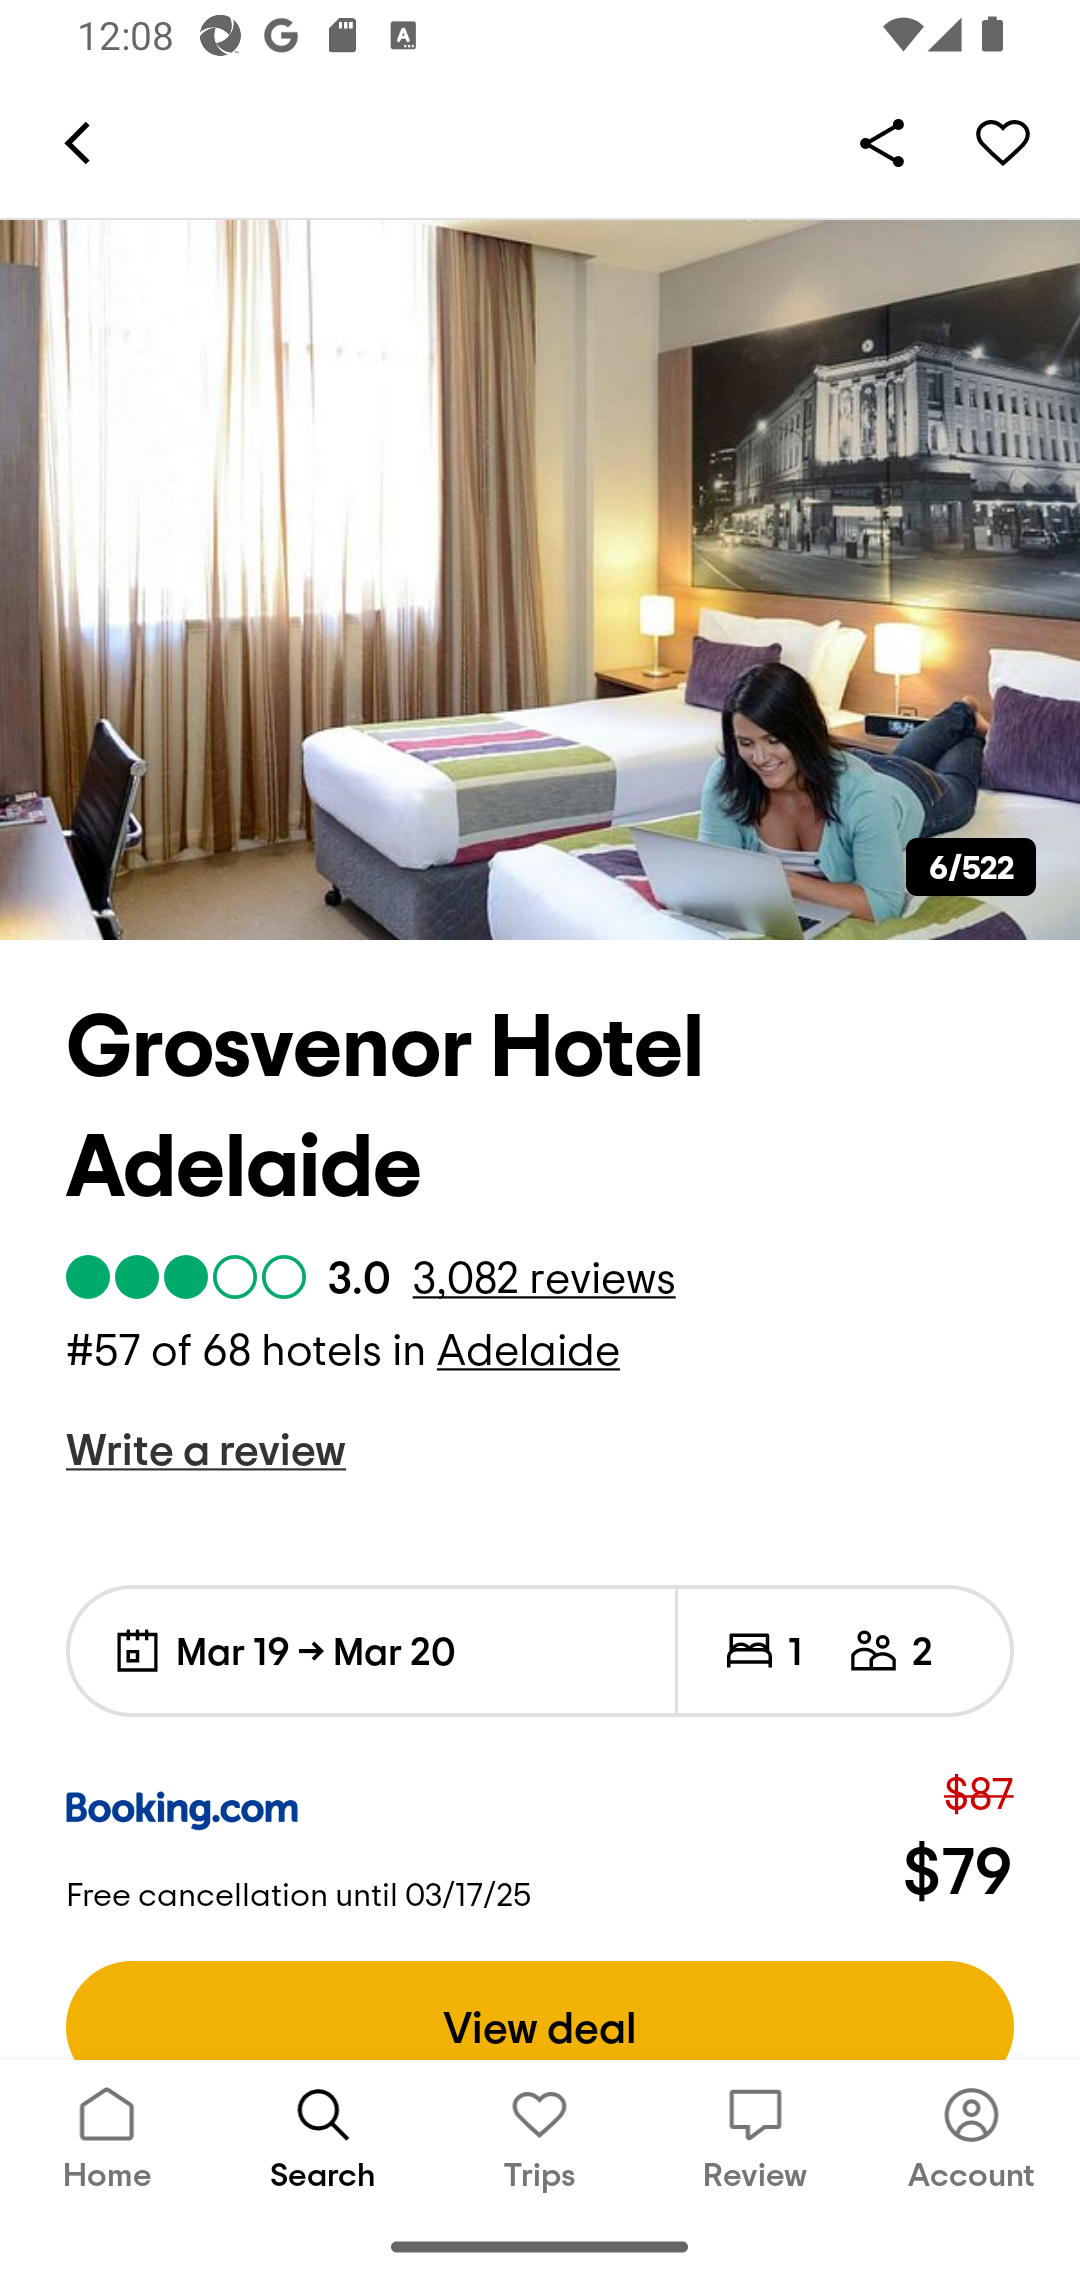 12:08
6/522
Grosvenor Hotel
Adelaide
3.0 3,082 reviews
#57 of 68 hotels in Adelaide
Write a review
Mar 19 → Mar 20 1 2
Booking.com $87
$79
Free cancellation until 03/17/25
View deal
Home Search Trips Review Account